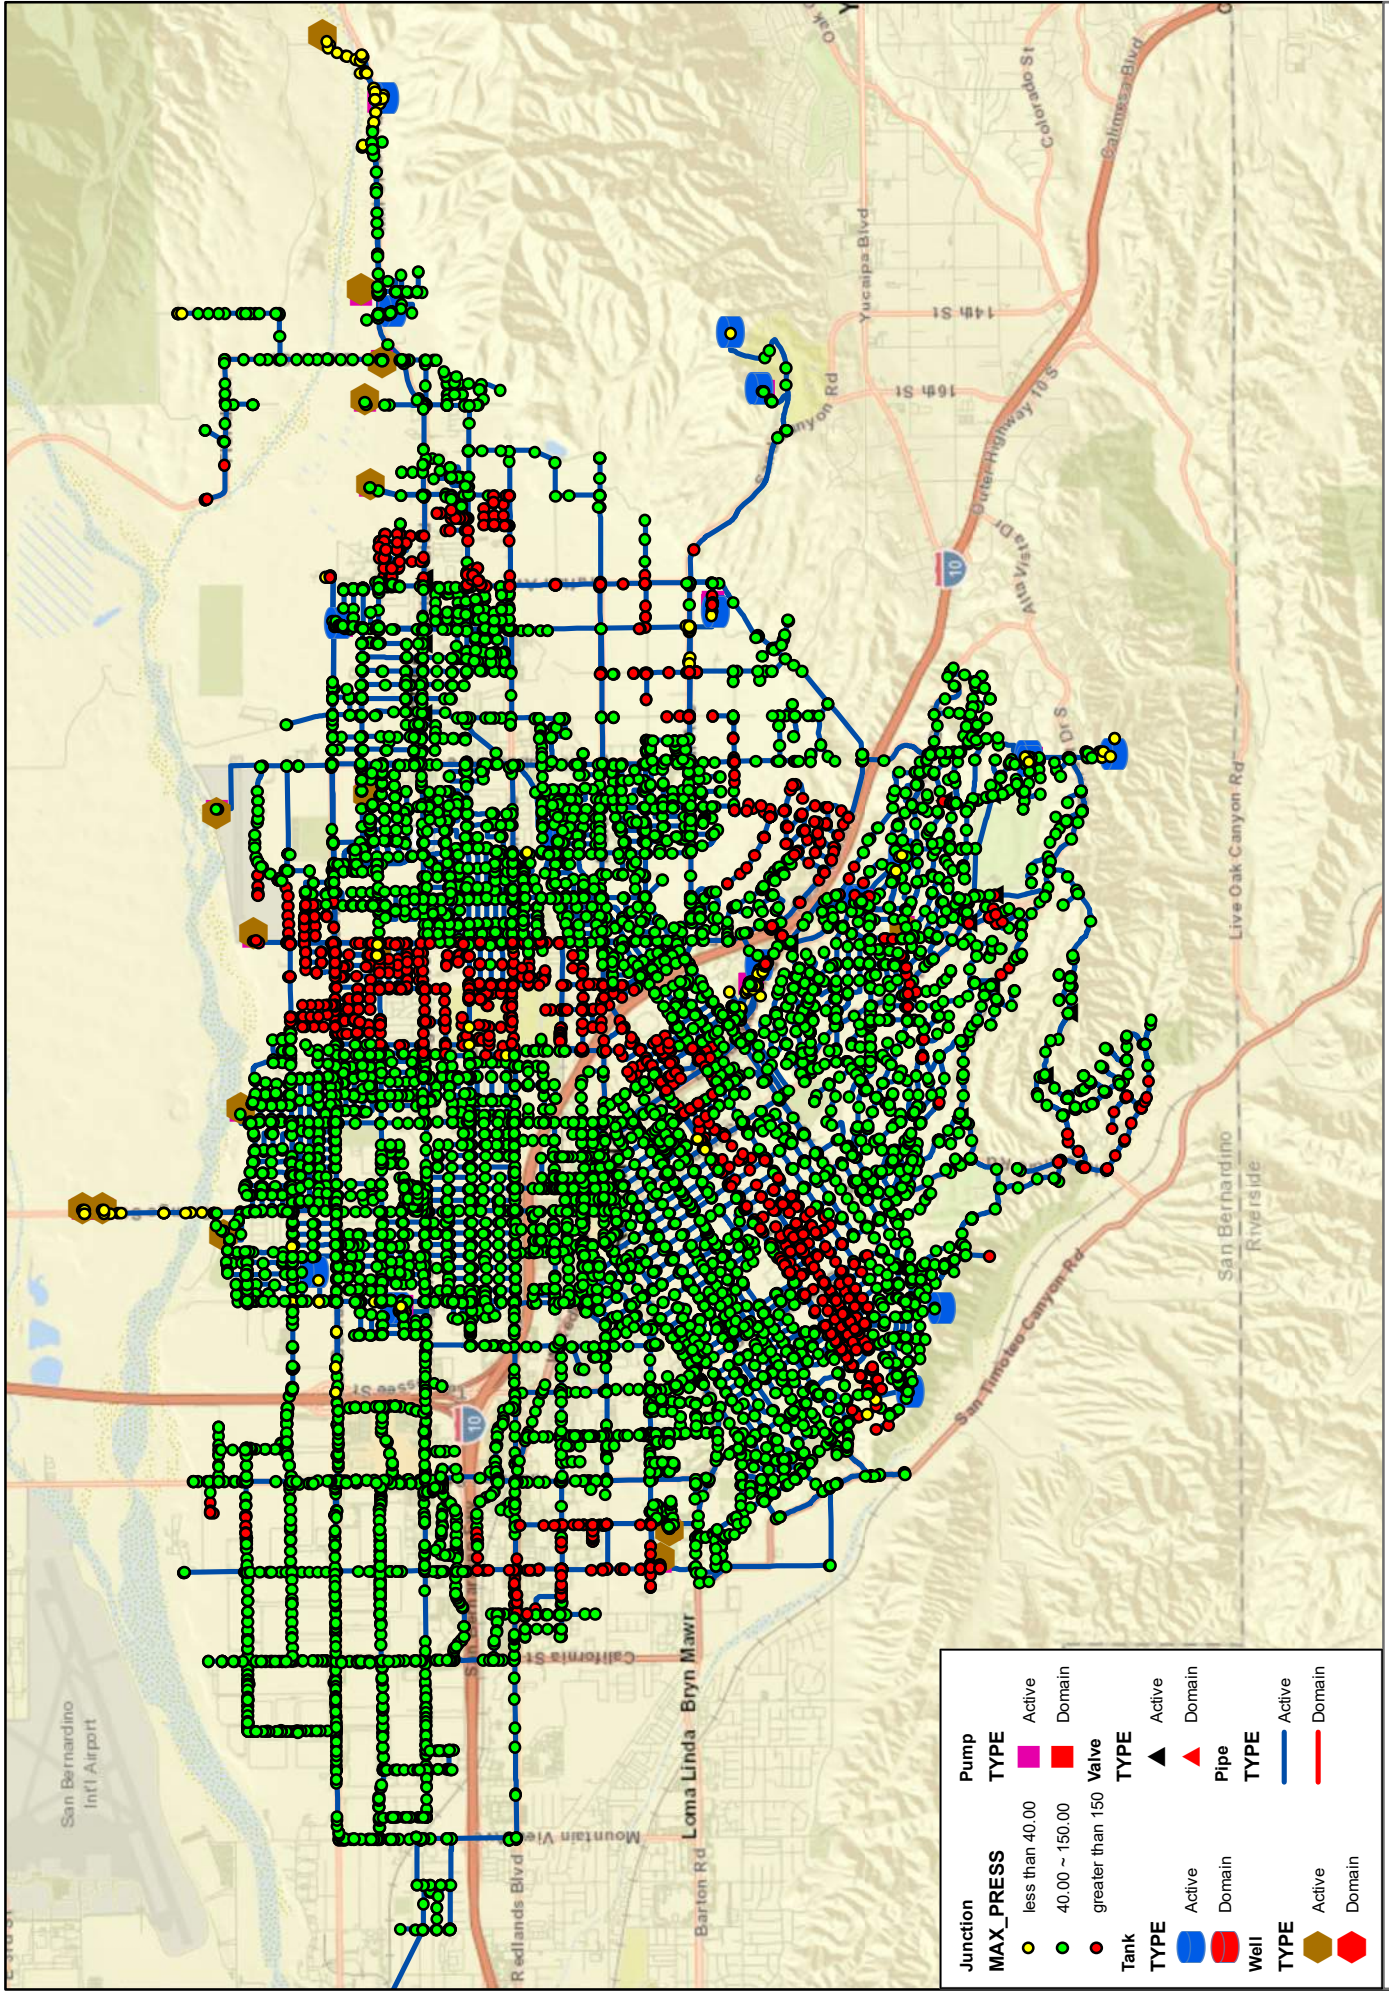 San Bernardino
Int'l Airport
Redlands Blvd
Mountain View
Barton Rd
Loma Linda
Bryn Mawr
California St
10
San Timoteo Canyon Rd
San Bernardino
Riverside
Live Oak Canyon Rd
10
Alta Vista Dr
Outer Highway 10 S
16th St
14th St
Yucaipa Blvd
Calimesa Blvd
Colorado St
Junction
MAX_PRESS
less than 40.00
40.00 ~ 150.00
greater than 150
Tank
TYPE
Active
Domain
Well
TYPE
Active
Domain
Pump
TYPE
Active
Domain
Valve
TYPE
Active
Domain
Pipe
TYPE
Active
Domain